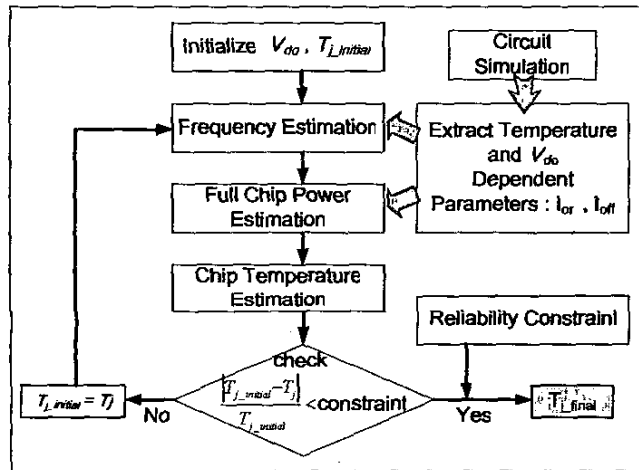 Initialize V_dd , T_j_initial
Circuit
Simulation
Frequency Estimation
Extract Temperature
and V_dd
Dependent
Parameters : I_on , I_off
Full Chip Power
Estimation
Chip Temperature
Estimation
Reliability Constraint
check
|T_j_initial - T_j|
T_j_initial
<constraint
T_j_initial = T_j
No
Yes
T_j_final